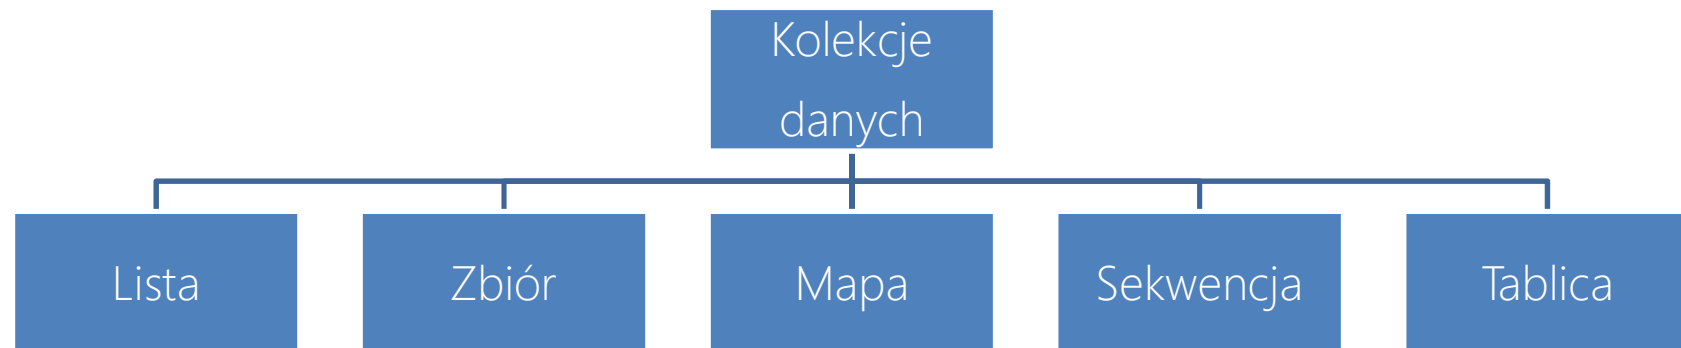 Kolekcje
danych
Lista
Zbiór
Mapa
Sekwencja
Tablica